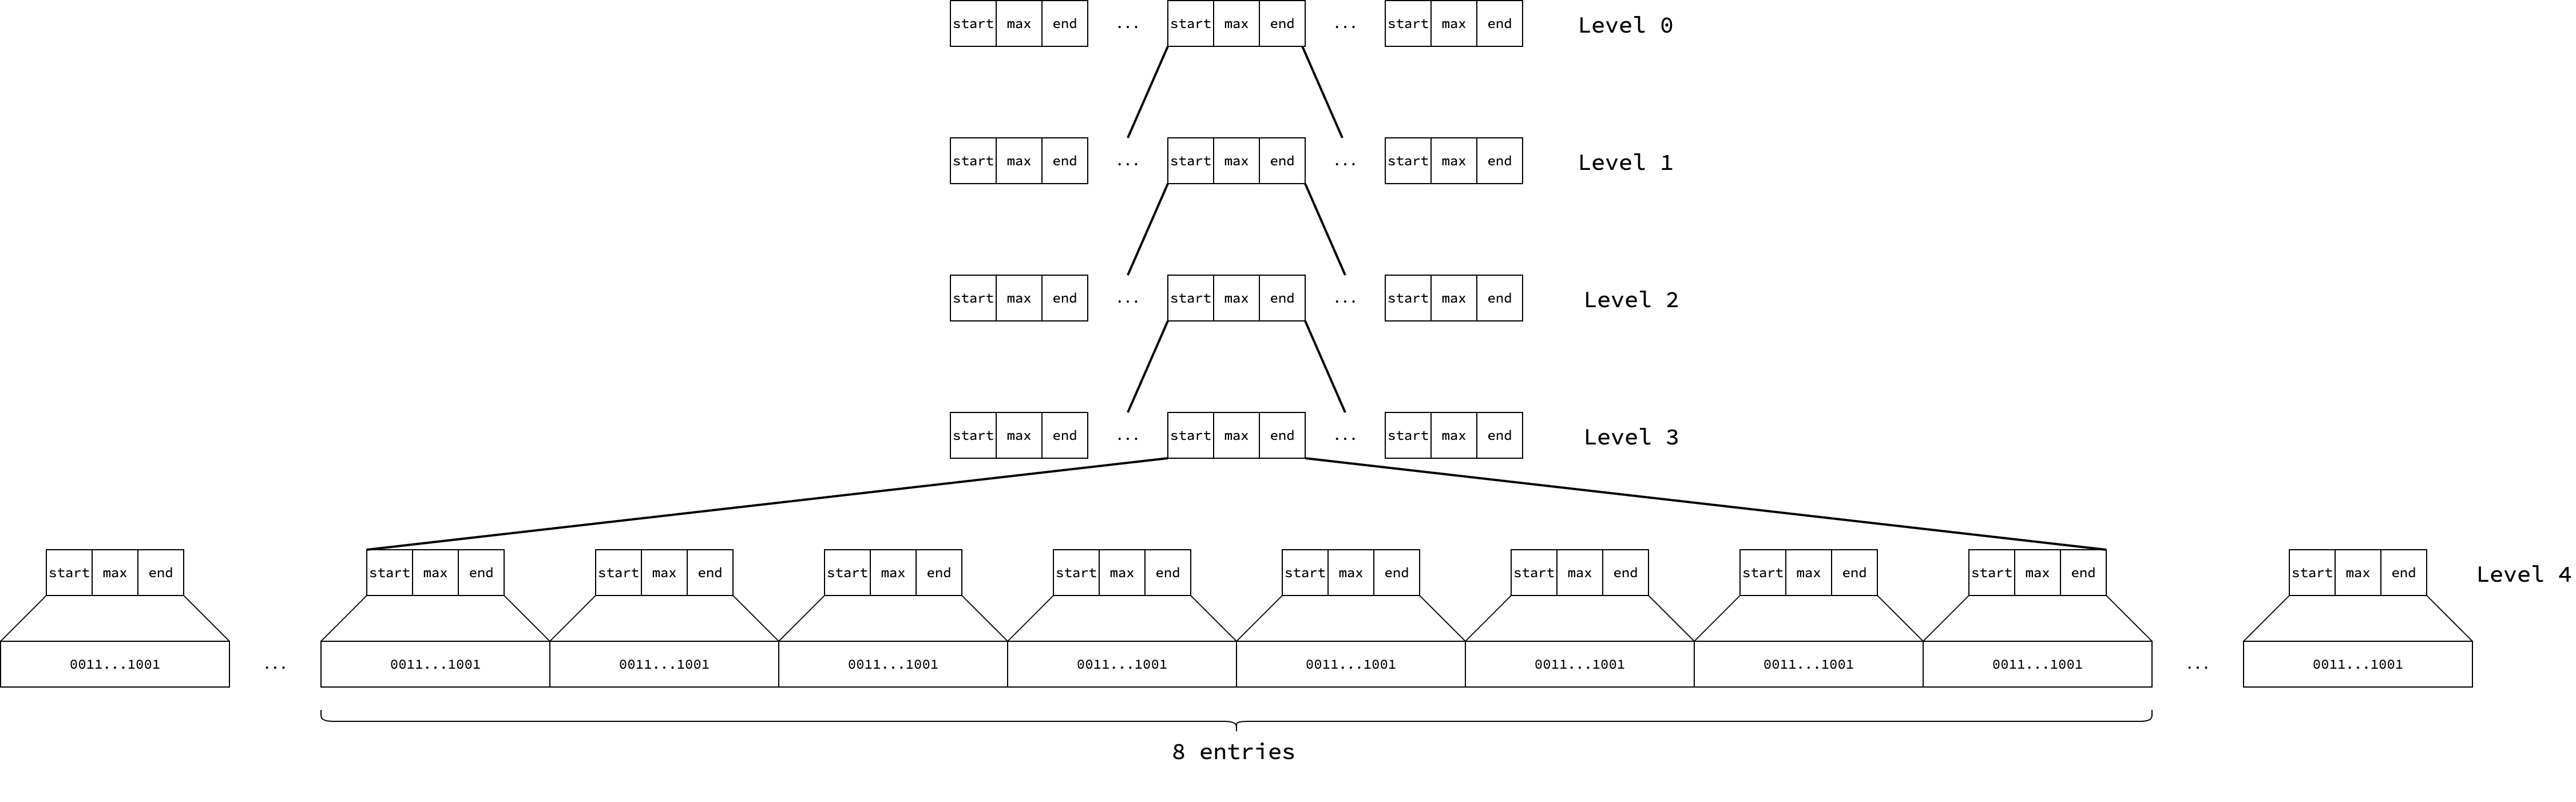 start max end ... start max end ... start max end Level 0
start max end ... start max end ... start max end Level 1
start max end ... start max end ... start max end Level 2
start max end ... start max end ... start max end Level 3
start max end start max end start max end start max end start max end start max end start max end start max end start max end start max end Level 4
0011...1001 ... 0011...1001 0011...1001 0011...1001 0011...1001 0011...1001 0011...1001 0011...1001 0011...1001 ... 0011...1001
8 entries